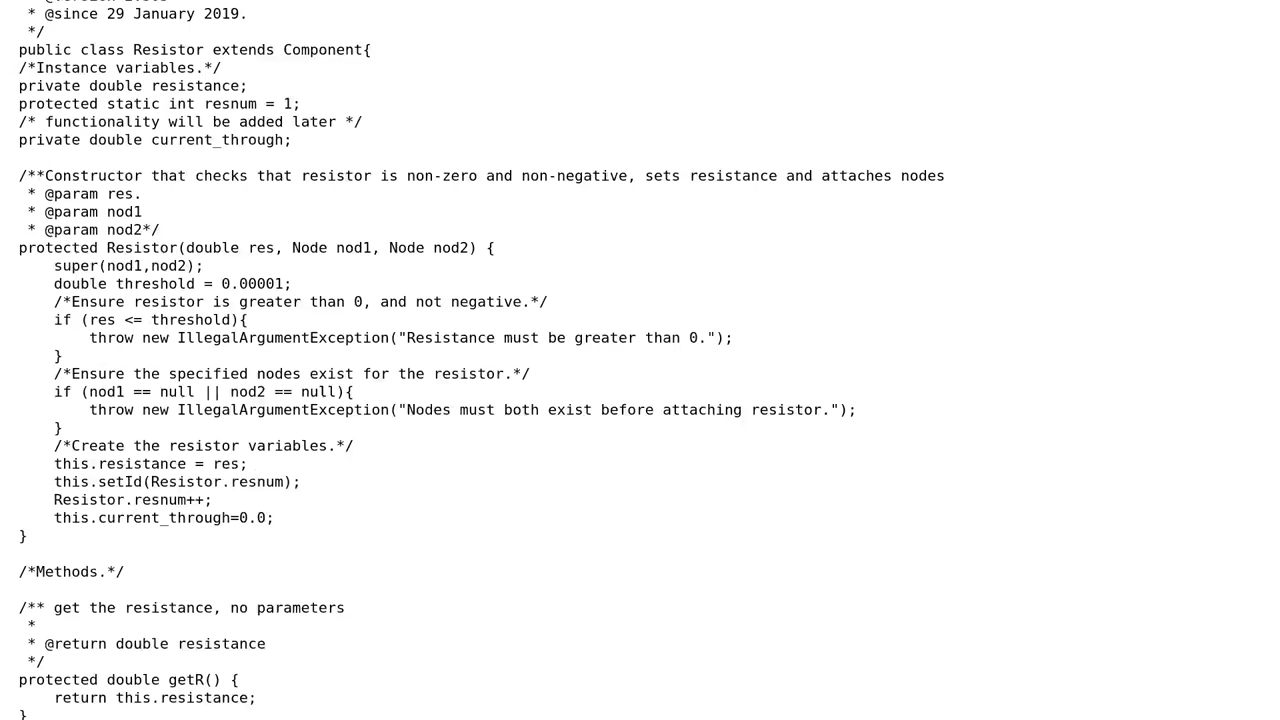 * @since 29 January 2019.
*/
public class Resistor extends Component{
/*Instance variables.*/
private double resistance;
protected static int resnum = 1;
/* functionality will be added later */
private double current_through;
/**Constructor that checks that resistor is non-zero and non-negative, sets resistance and attaches nodes
* @param res.
* @param nod1
* @param nod2*/
protected Resistor(double res, Node nod1, Node nod2) {
super(nod1,nod2);
double threshold = 0.00001;
/*Ensure resistor is greater than 0, and not negative.*/
if (res <= threshold){
throw new IllegalArgumentException("Resistance must be greater than 0.");
}
/*Ensure the specified nodes exist for the resistor.*/
if (nod1 == null || nod2 == null){
throw new IllegalArgumentException("Nodes must both exist before attaching resistor.");
}
/*Create the resistor variables.*/
this.resistance = res;
this.setId(Resistor.resnum);
Resistor.resnum++;
this.current_through=0.0;
}
/*Methods.*/
/** get the resistance, no parameters
*
* @return double resistance
*/
protected double getR() {
return this.resistance;
}